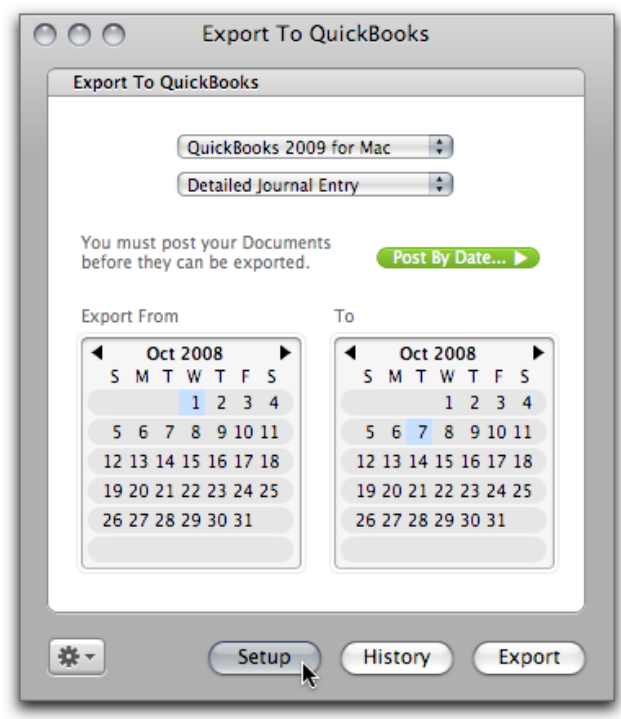 Export To QuickBooks
Export To QuickBooks
QuickBooks 2009 for Mac
Detailed Journal Entry
You must post your Documents
before they can be exported.
Post By Date...
Export From
Oct 2008
S M T W T F S
1 2 3 4
5 6 7 8 9 10 11
12 13 14 15 16 17 18
19 20 21 22 23 24 25
26 27 28 29 30 31
To
Oct 2008
S M T W T F S
1 2 3 4
5 6 7 8 9 10 11
12 13 14 15 16 17 18
19 20 21 22 23 24 25
26 27 28 29 30 31
Setup
History
Export